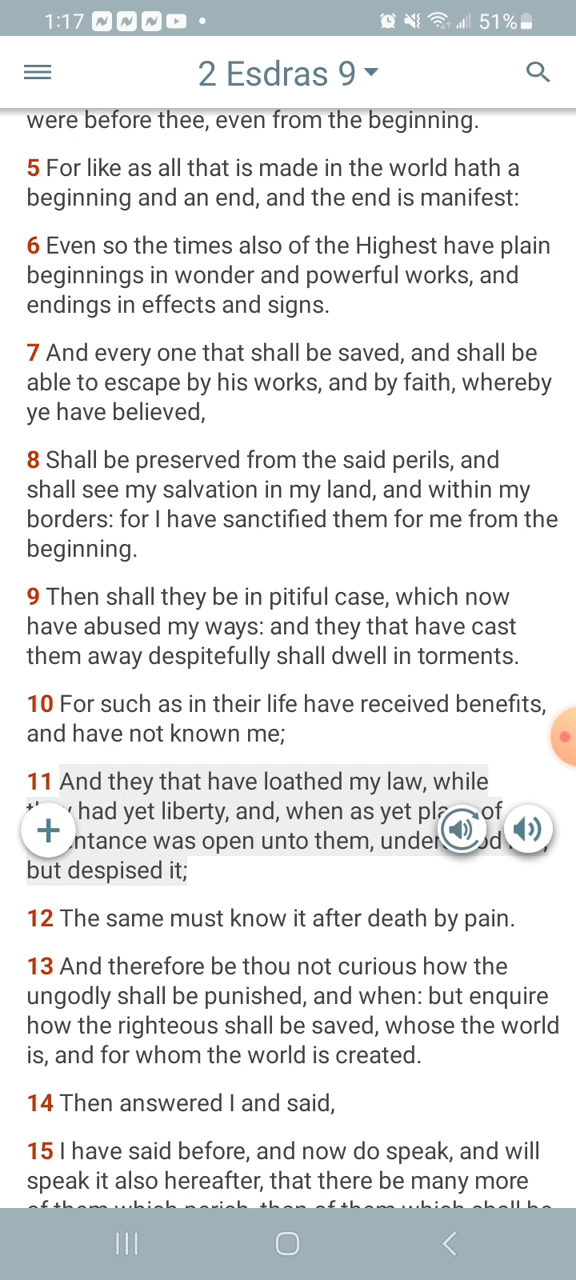 1:17 51%
2 Esdras 9
were before thee, even from the beginning.
5 For like as all that is made in the world hath a
beginning and an end, and the end is manifest:
6 Even so the times also of the Highest have plain
beginnings in wonder and powerful works, and
endings in effects and signs.
7 And every one that shall be saved, and shall be
able to escape by his works, and by faith, whereby
ye have believed,
8 Shall be preserved from the said perils, and
shall see my salvation in my land, and within my
borders: for I have sanctified them for me from the
beginning.
9 Then shall they be in pitiful case, which now
have abused my ways: and they that have cast
them away despitefully shall dwell in torments.
10 For such as in their life have received benefits,
and have not known me;
11 And they that have loathed my law, while
had yet liberty, and, when as yet of
was open unto them,
but despised it;
12 The same must know it after death by pain.
13 And therefore be thou not curious how the
ungodly shall be punished, and when: but enquire
how the righteous shall be saved, whose the world
is, and for whom the world is created.
14 Then answered I and said,
15 I have said before, and now do speak, and will
speak it also hereafter, that there be many more